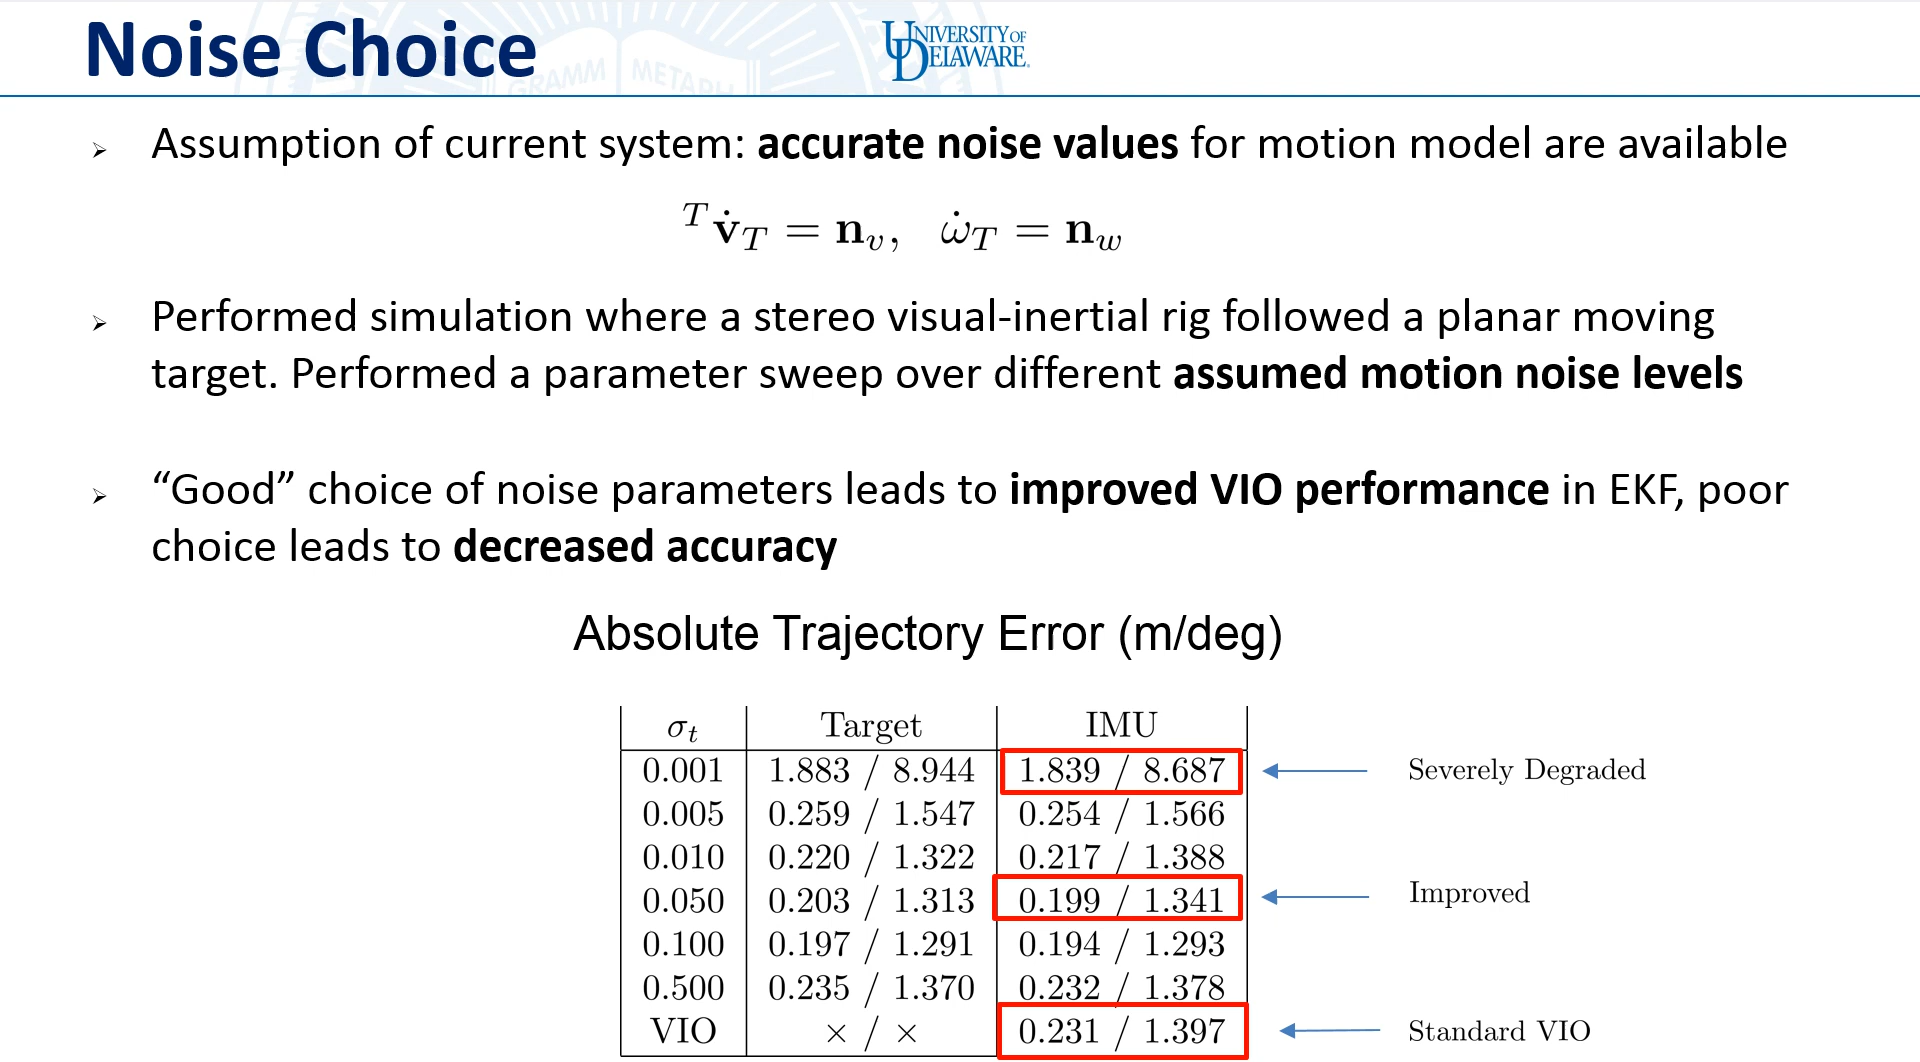 Noise Choice
UNIVERSITY OF
DELAWARE.
GRAMM METAPH
➢ Assumption of current system: accurate noise values for motion model are available
ᵀv̇_T = n_v, ω̇_T = n_w
➢ Performed simulation where a stereo visual-inertial rig followed a planar moving
target. Performed a parameter sweep over different assumed motion noise levels
➢ “Good” choice of noise parameters leads to improved VIO performance in EKF, poor
choice leads to decreased accuracy
Absolute Trajectory Error (m/deg)
σ_t Target IMU
0.001 1.883 / 8.944 1.839 / 8.687 Severely Degraded
0.005 0.259 / 1.547 0.254 / 1.566
0.010 0.220 / 1.322 0.217 / 1.388
0.050 0.203 / 1.313 0.199 / 1.341 Improved
0.100 0.197 / 1.291 0.194 / 1.293
0.500 0.235 / 1.370 0.232 / 1.378
VIO × / × 0.231 / 1.397 Standard VIO